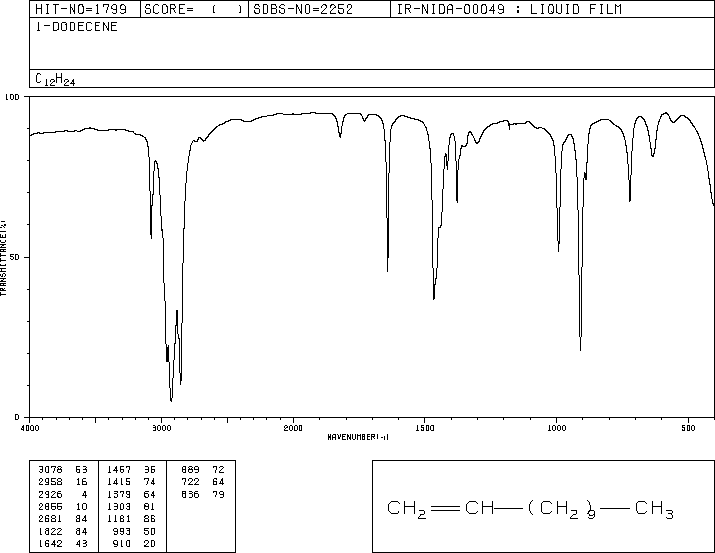 HIT-NO=1799 SCORE= ( ) SDBS-NO=2252 IR-NIDA-00049 : LIQUID FILM
1-DODECENE
C12H24
100
50
0
TRANSMITTANCE(%)
4000 3000 2000 1500 1000 500
WAVENUMBER(-1)
3078 63 1467 36 889 72
2958 16 1415 74 722 64
2926 4 1379 64 636 79
2855 10 1303 81
2681 84 1181 86
1822 84 993 50
1642 43 910 20
CH2=CH—(CH2)9—CH3